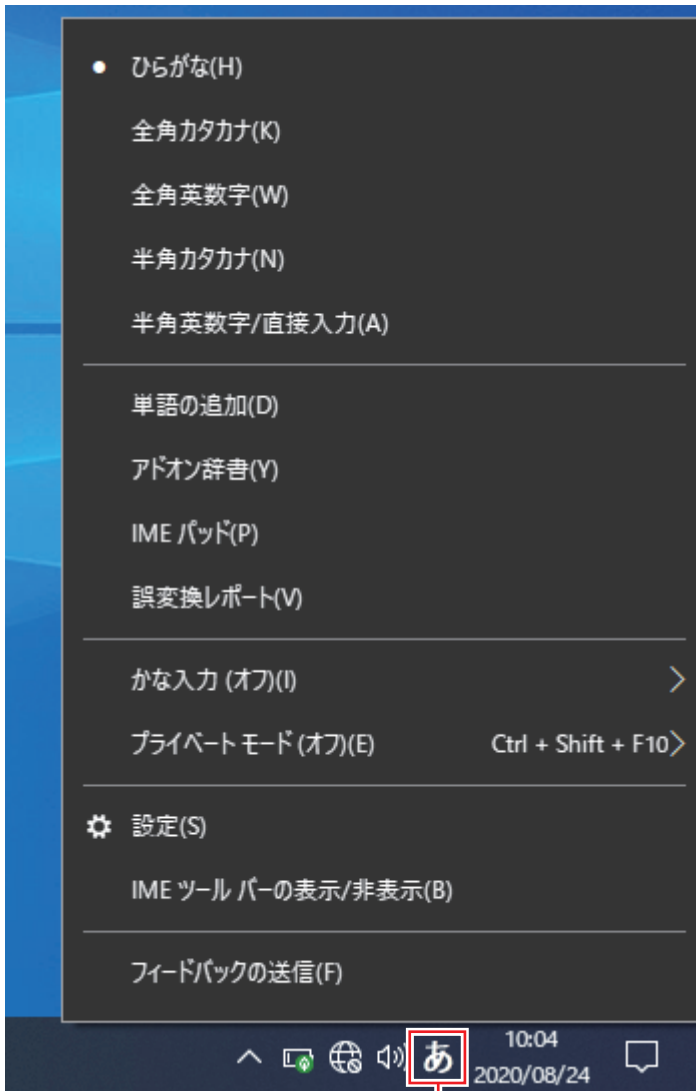 ひらがな(H)
全角カタカナ(K)
全角英数字(W)
半角カタカナ(N)
半角英数字/直接入力(A)
単語の追加(D)
アドオン辞書(Y)
IME パッド(P)
誤変換レポート(V)
かな入力 (オフ)(I)
プライベート モード (オフ)(E) Ctrl + Shift + F10
設定(S)
IME ツール バーの表示/非表示(B)
フィードバックの送信(F)
あ
10:04
2020/08/24